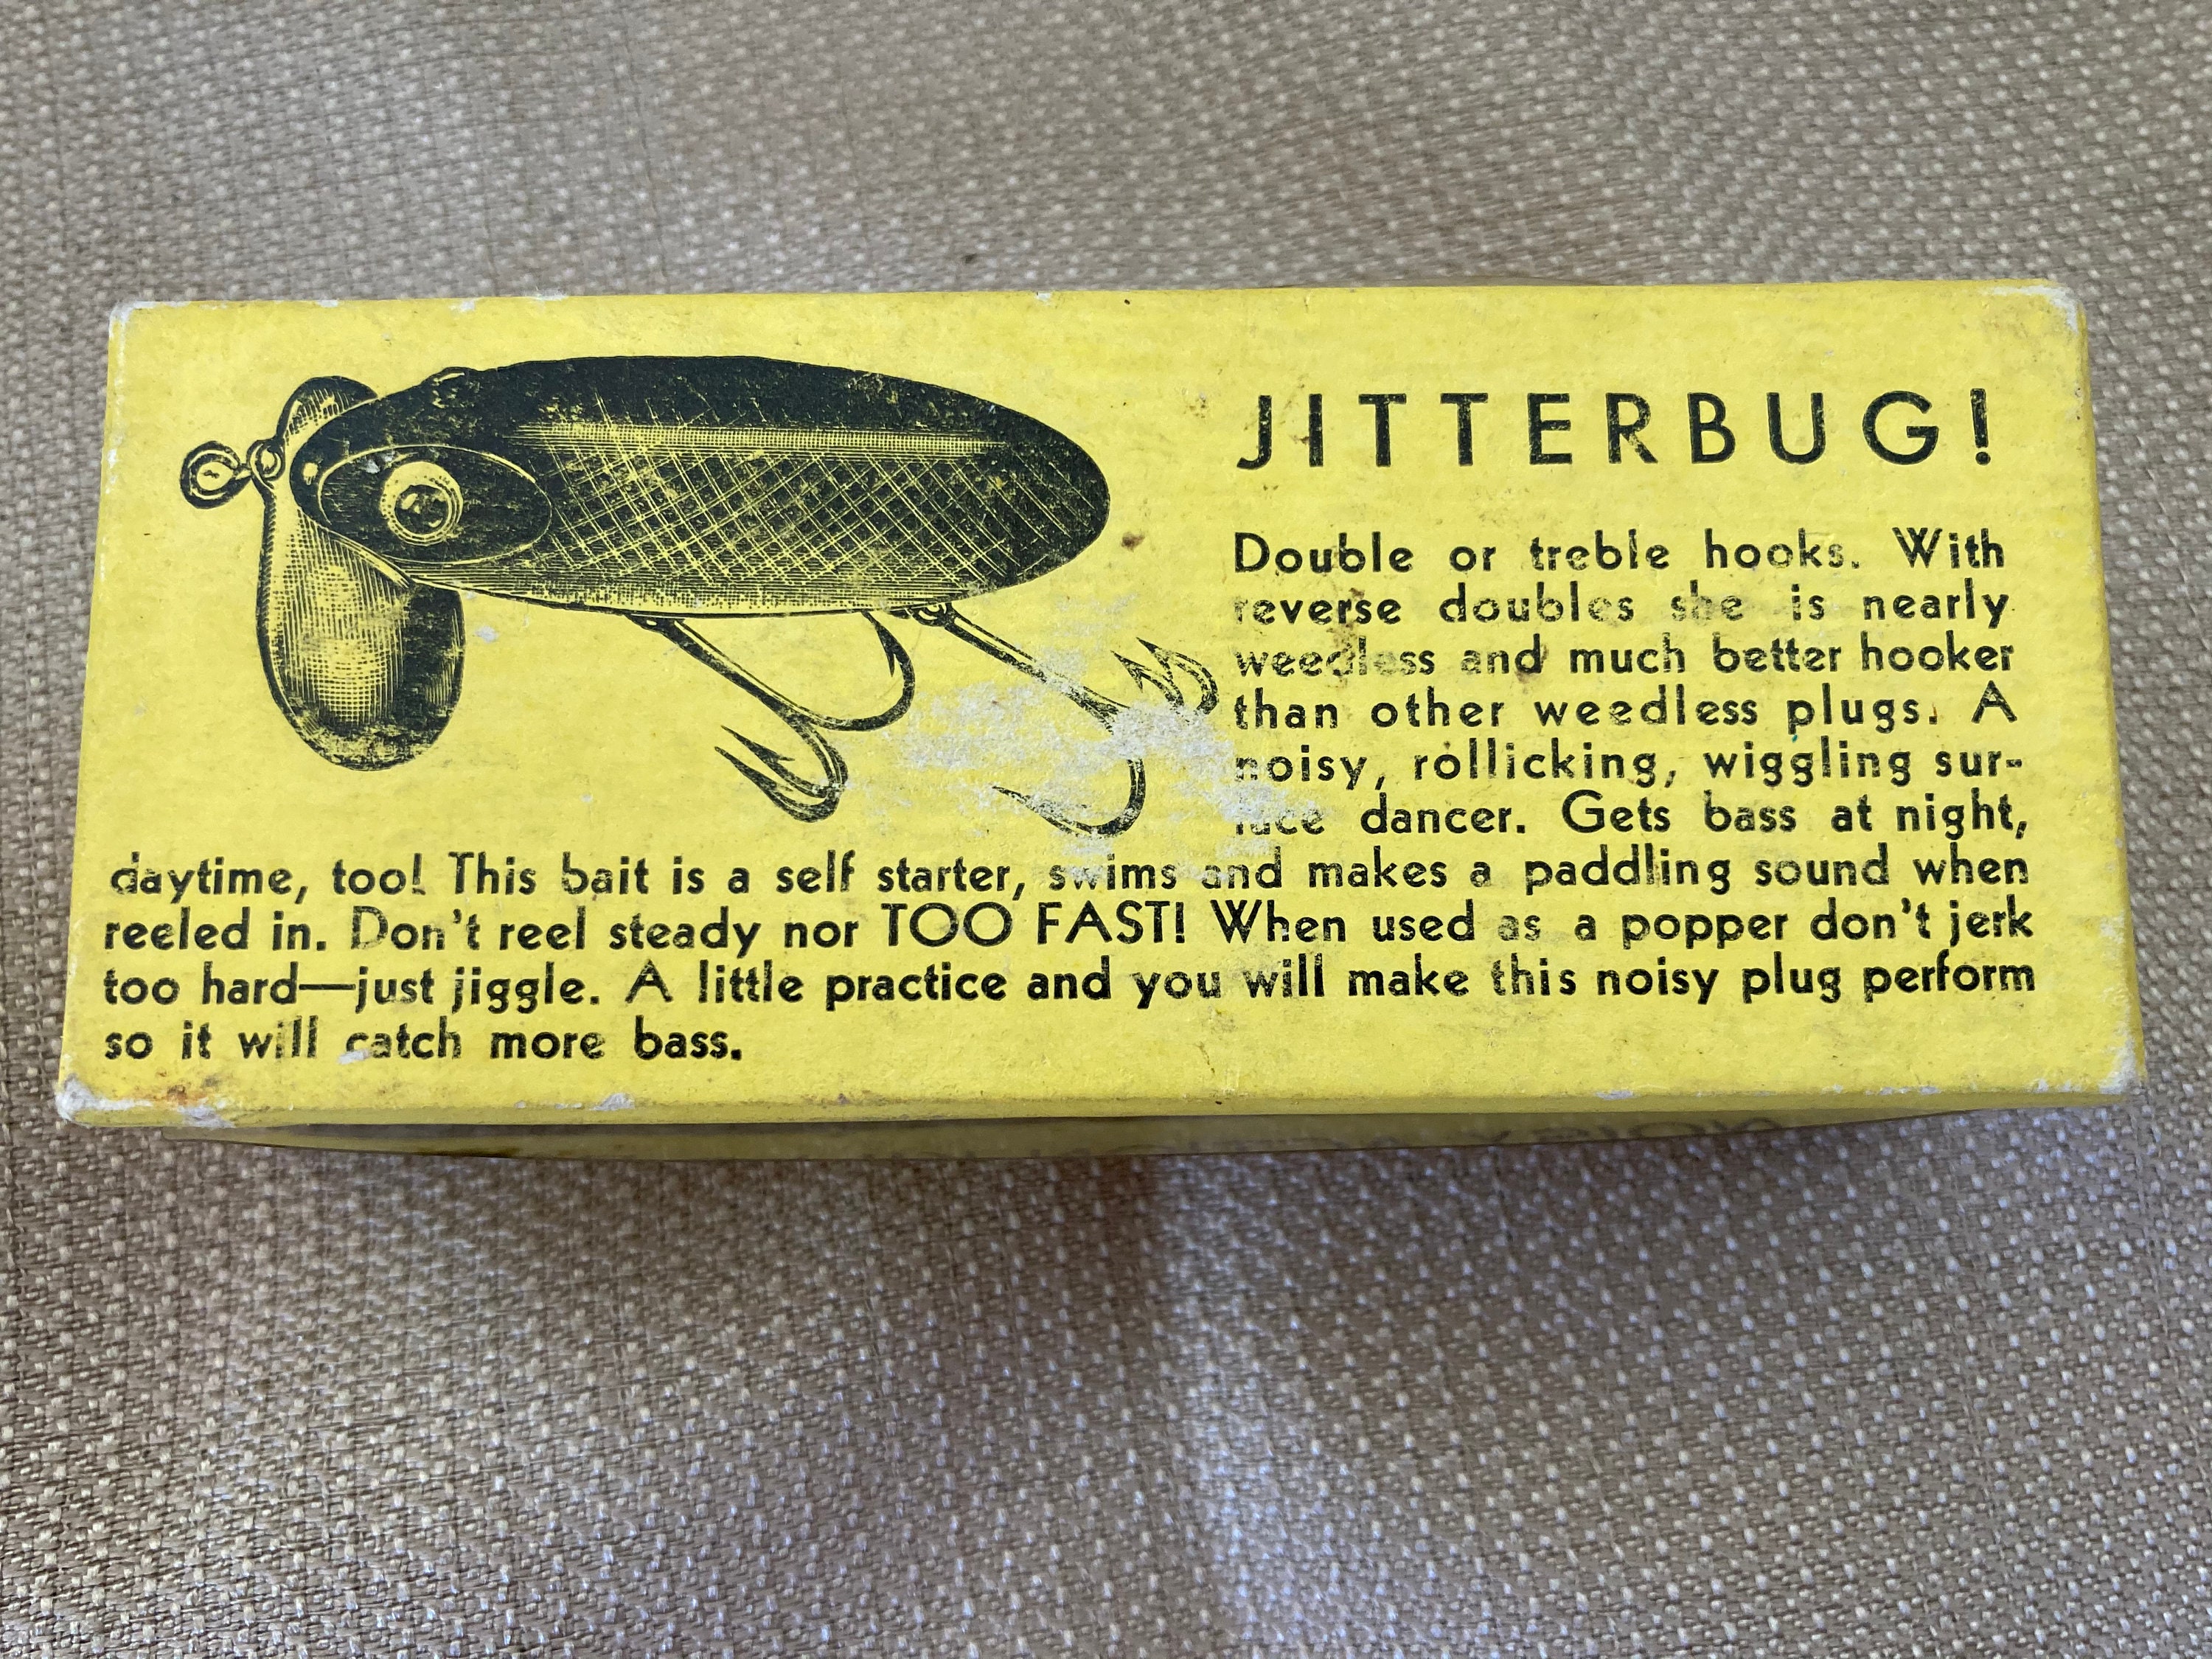 JITTERBUG!
Double or treble hooks. With
reverse doubles she is nearly
weedless and much better hooker
than other weedless plugs. A
noisy, rollicking, wiggling sur-
face dancer. Gets bass at night,
daytime, too! This bait is a self starter, swims and makes a paddling sound when
reeled in. Don't reel steady nor TOO FAST! When used as a popper don't jerk
too hard—just jiggle. A little practice and you will make this noisy plug perform
so it will catch more bass.